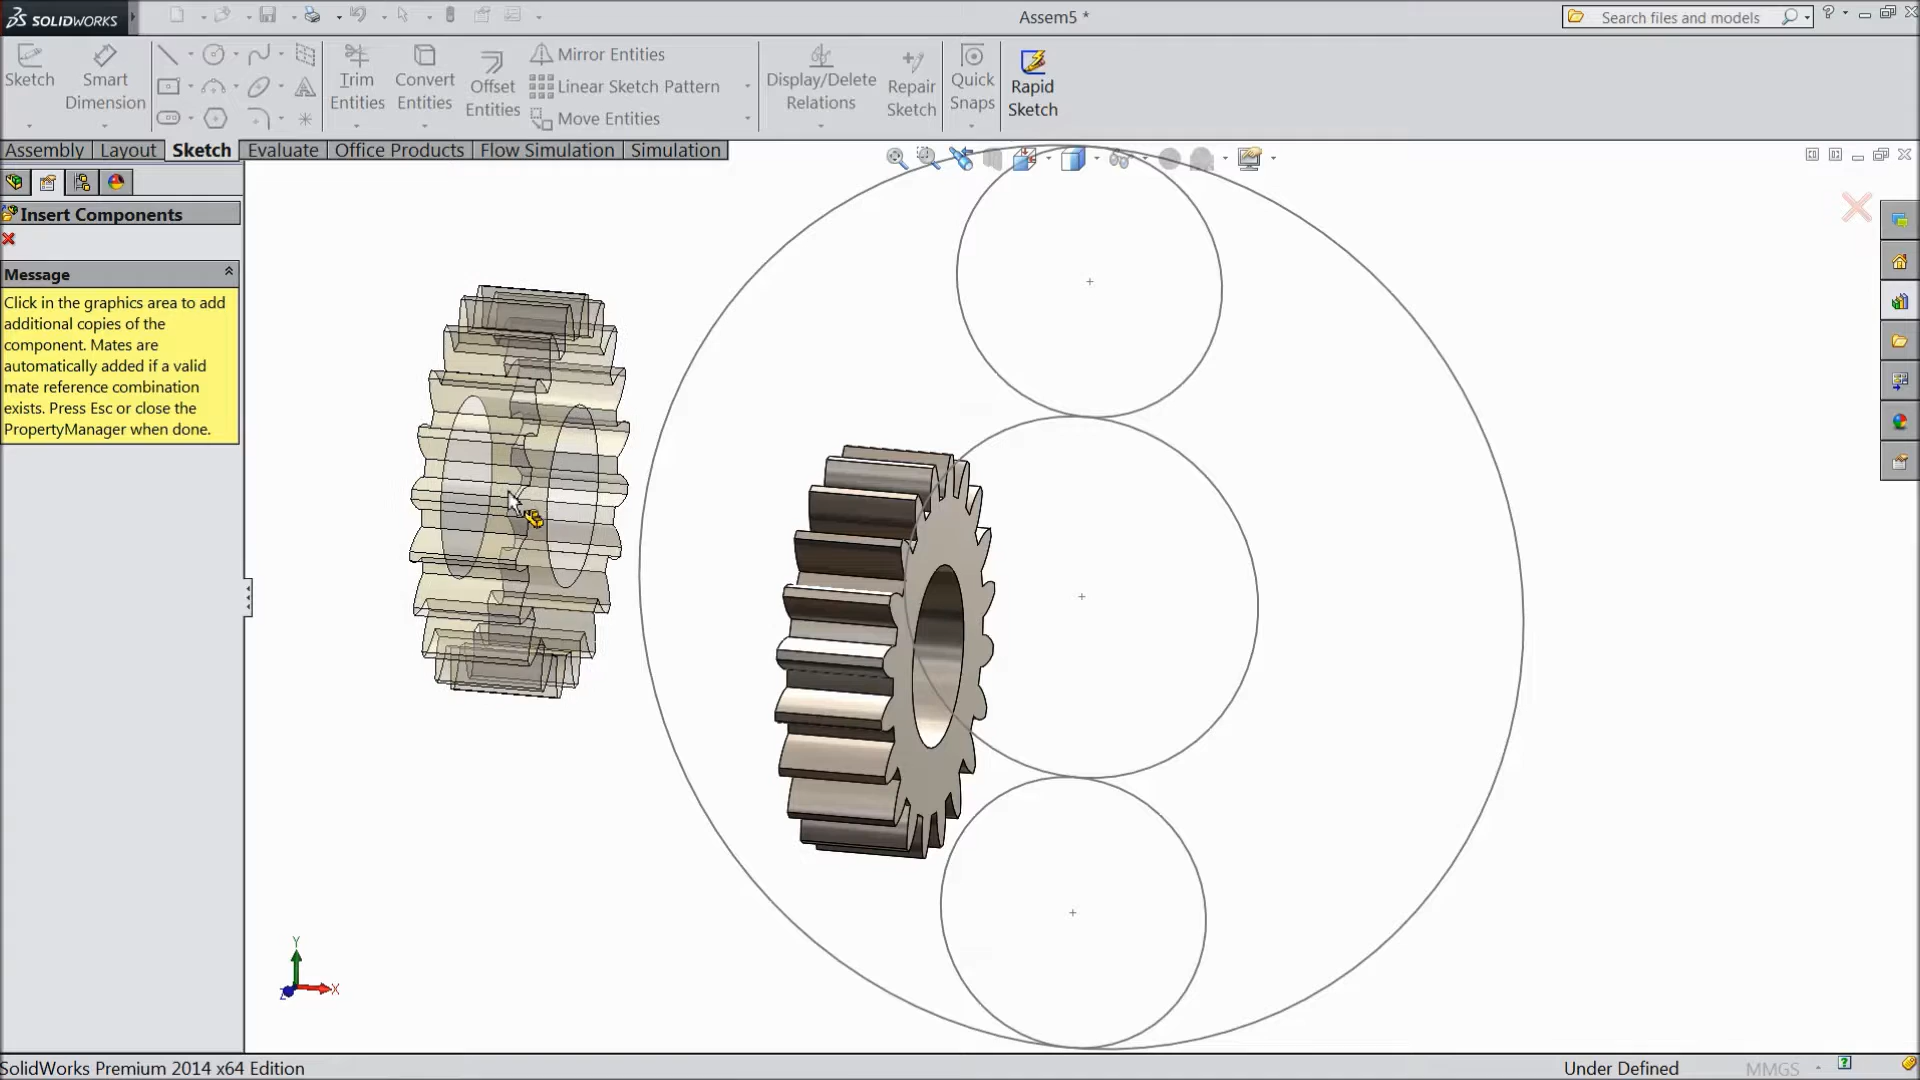 SOLIDWORKS
Assem5 *
Search files and models
?
Sketch
Smart
Dimension
Trim
Entities
Convert
Entities
Offset
Entities
Mirror Entities
Linear Sketch Pattern
Move Entities
Display/Delete
Relations
Repair
Sketch
Quick
Snaps
Rapid
Sketch
Assembly
Layout
Sketch
Evaluate
Office Products
Flow Simulation
Simulation
Insert Components
Message
Click in the graphics area to add
additional copies of the
component. Mates are
automatically added if a valid
mate reference combination
exists. Press Esc or close the
PropertyManager when done.
Y
Z
X
SolidWorks Premium 2014 x64 Edition
Under Defined
MMGS
?